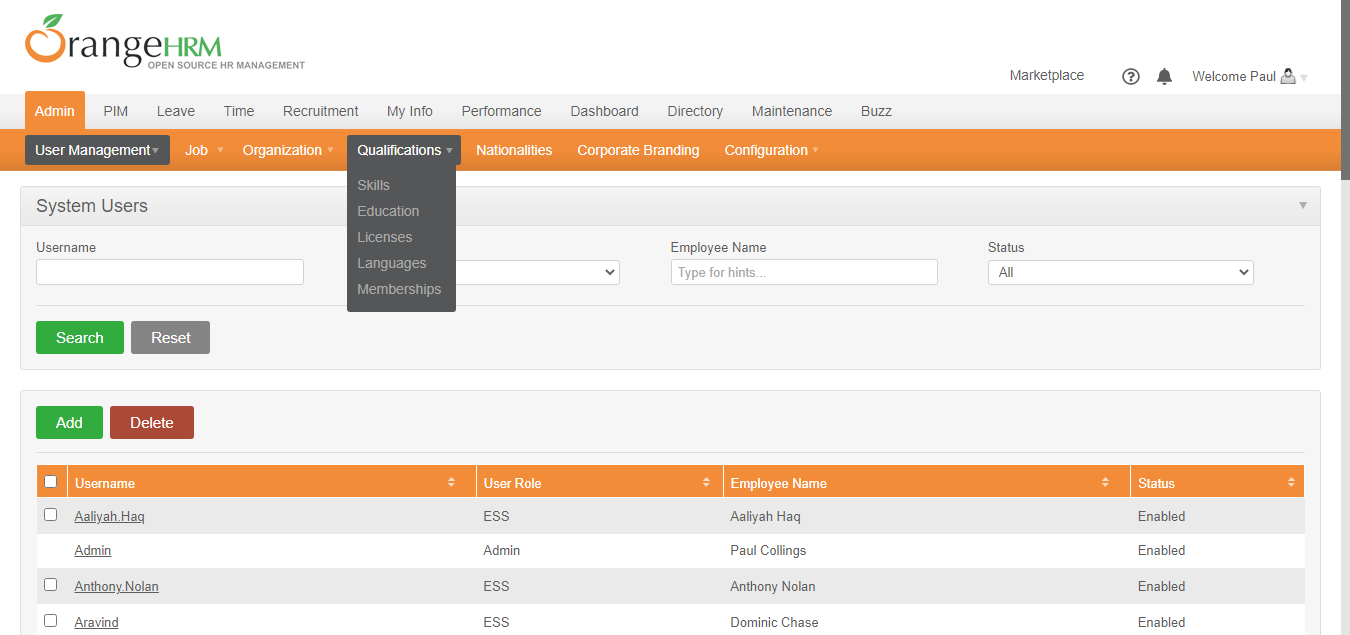 OrangeHRM
OPEN SOURCE HR MANAGEMENT
Marketplace ? Welcome Paul
Admin PIM Leave Time Recruitment My Info Performance Dashboard Directory Maintenance Buzz
User Management Job Organization Qualifications Nationalities Corporate Branding Configuration
Skills
Education
Licenses
Languages
Memberships
System Users
Username Employee Name Status
Type for hints... All
Search Reset
Add Delete
Username User Role Employee Name Status
Aaliyah.Haq ESS Aaliyah Haq Enabled
Admin Admin Paul Collings Enabled
Anthony.Nolan ESS Anthony Nolan Enabled
Aravind ESS Dominic Chase Enabled